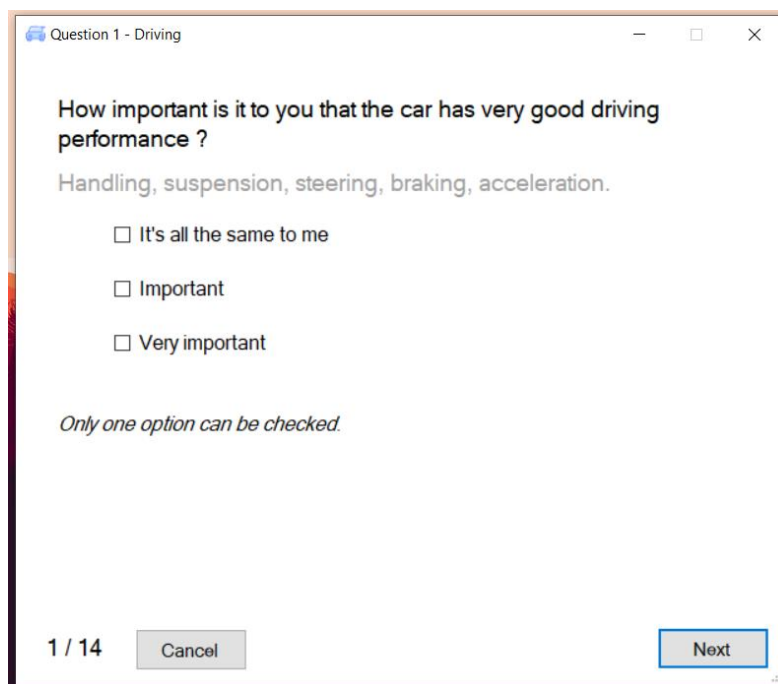 Question 1 - Driving
How important is it to you that the car has very good driving
performance ?
Handling, suspension, steering, braking, acceleration.
It's all the same to me
Important
Very important
Only one option can be checked.
1 / 14
Cancel
Next